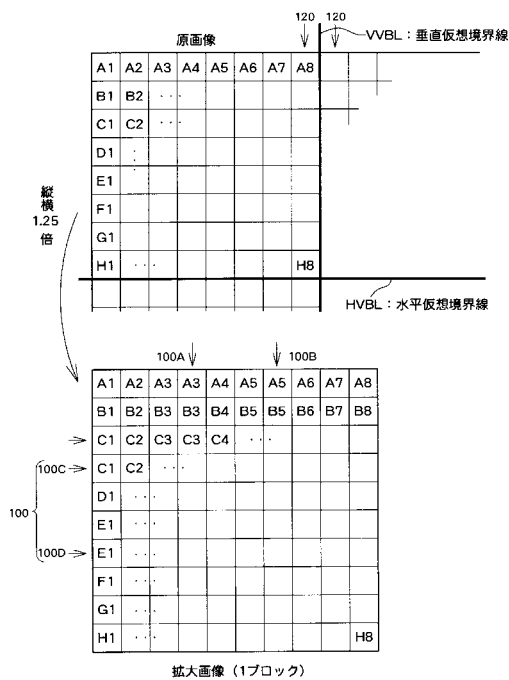 120 120
原画像
VVBL：垂直仮想境界線
A1 A2 A3 A4 A5 A6 A7 A8
B1 B2 ···
C1 C2 ···
D1
E1
F1
G1
H1 ··· H8
縦横
1.25
倍
HVBL：水平仮想境界線
100A 100B
A1 A2 A3 A3 A4 A5 A5 A6 A7 A8
B1 B2 B3 B3 B4 B5 B5 B6 B7 B8
C1 C2 C3 C3 C4 ···
100C C1 C2 ···
D1 ···
100
E1 ···
100D E1 ···
F1 ···
G1 ···
H1 ··· H8
拡大画像（1ブロック）